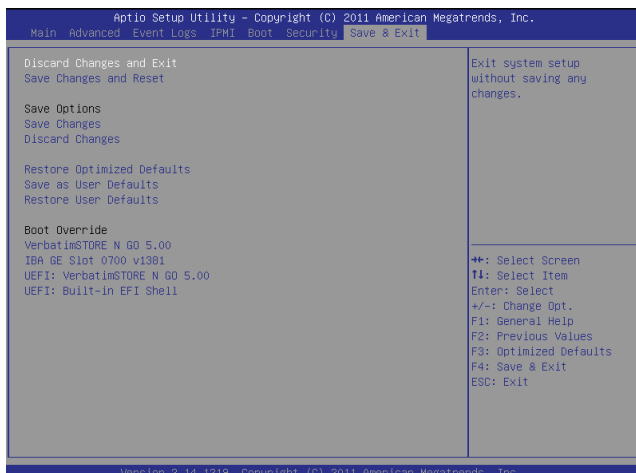 Aptio Setup Utility – Copyright (C) 2011 American Megatrends, Inc.
Main Advanced Event Logs IPMI Boot Security Save & Exit
Discard Changes and Exit
Save Changes and Reset
Save Options
Save Changes
Discard Changes
Restore Optimized Defaults
Save as User Defaults
Restore User Defaults
Boot Override
VerbatimSTORE N GO 5.00
IBA GE Slot 0700 v1381
UEFI: VerbatimSTORE N GO 5.00
UEFI: Built-in EFI Shell
Exit system setup
without saving any
changes.
→←: Select Screen
↑↓: Select Item
Enter: Select
+/-: Change Opt.
F1: General Help
F2: Previous Values
F3: Optimized Defaults
F4: Save & Exit
ESC: Exit
Version 2.14.1219. Copyright (C) 2011 American Megatrends, Inc.